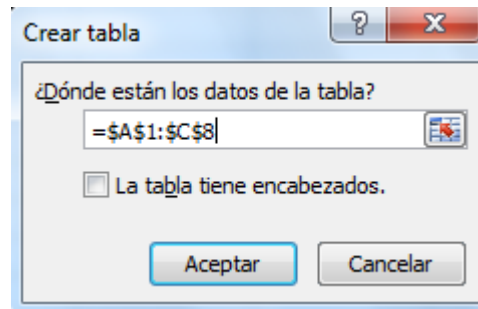 Crear tabla
¿Dónde están los datos de la tabla?
=$A$1:$C$8
La tabla tiene encabezados.
Aceptar Cancelar